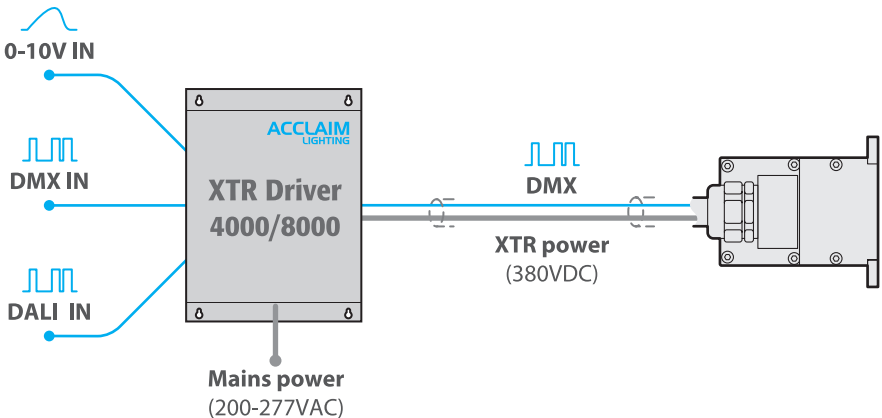 0-10V IN
DMX IN
DALI IN
ACCLAIM
LIGHTING
XTR Driver
4000/8000
Mains power
(200-277VAC)
DMX
XTR power
(380VDC)